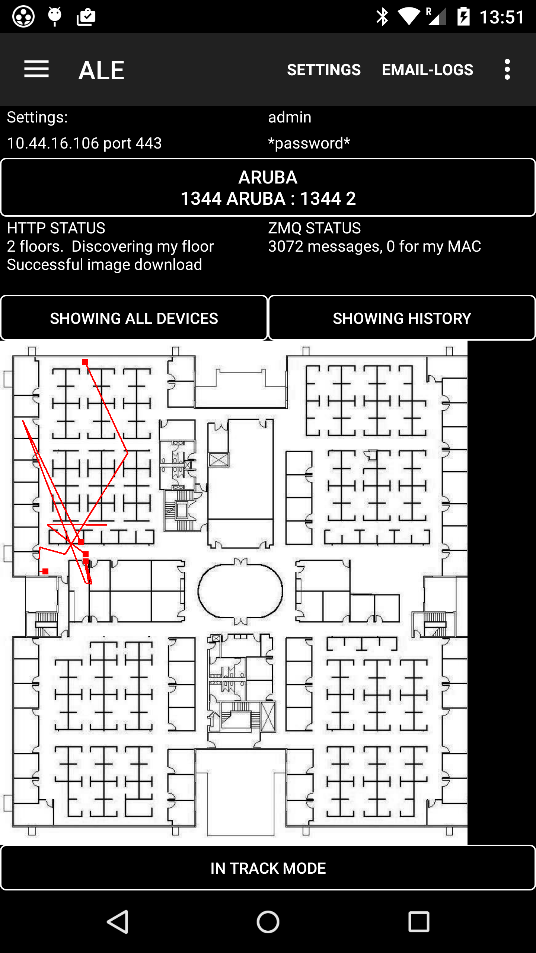 R
13:51
ALE
SETTINGS
EMAIL-LOGS
Settings:
admin
10.44.16.106 port 443
*password*
ARUBA
1344 ARUBA : 1344 2
HTTP STATUS
2 floors.  Discovering my floor
Successful image download
ZMQ STATUS
3072 messages, 0 for my MAC
SHOWING ALL DEVICES
SHOWING HISTORY
IN TRACK MODE